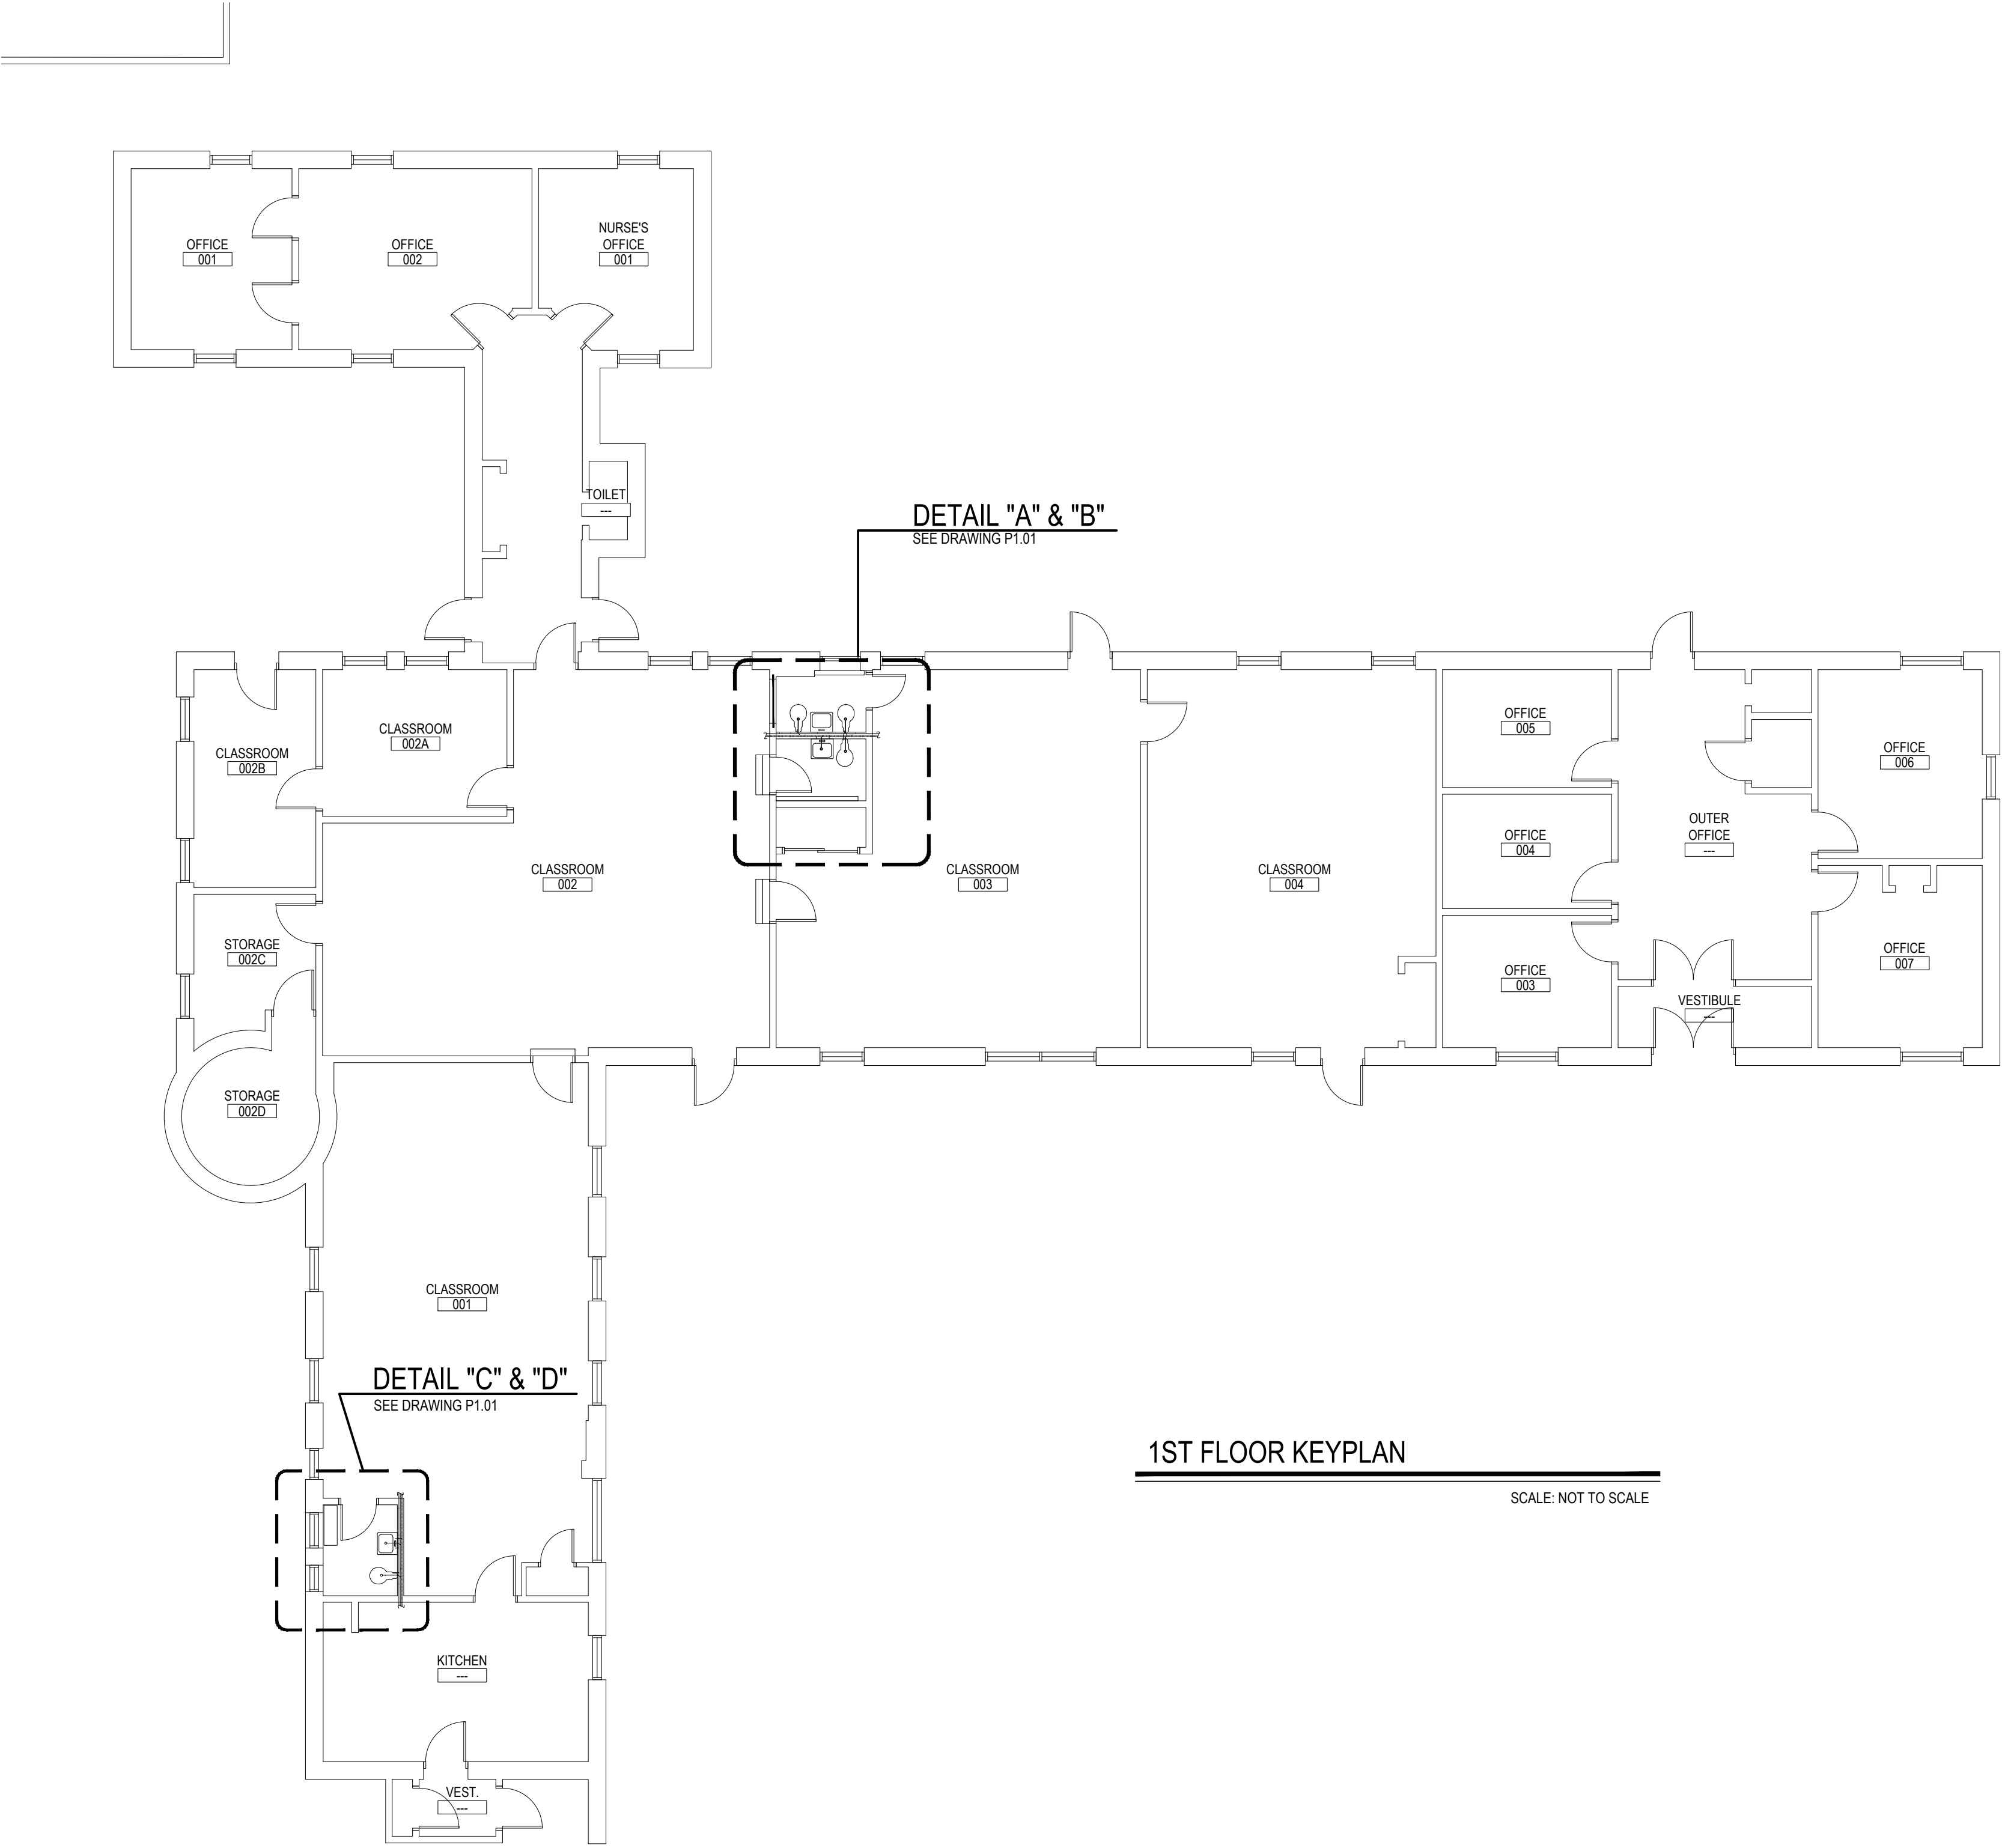 OFFICE
001
OFFICE
002
NURSE'S
OFFICE
001
TOILET
---
DETAIL "A" & "B"
SEE DRAWING P1.01
CLASSROOM
002B
CLASSROOM
002A
CLASSROOM
002
CLASSROOM
003
CLASSROOM
004
OFFICE
005
OFFICE
004
OFFICE
003
OUTER
OFFICE
---
OFFICE
006
OFFICE
007
VESTIBULE
---
STORAGE
002C
STORAGE
002D
CLASSROOM
001
DETAIL "C" & "D"
SEE DRAWING P1.01
1ST FLOOR KEYPLAN
SCALE: NOT TO SCALE
KITCHEN
---
VEST.
---